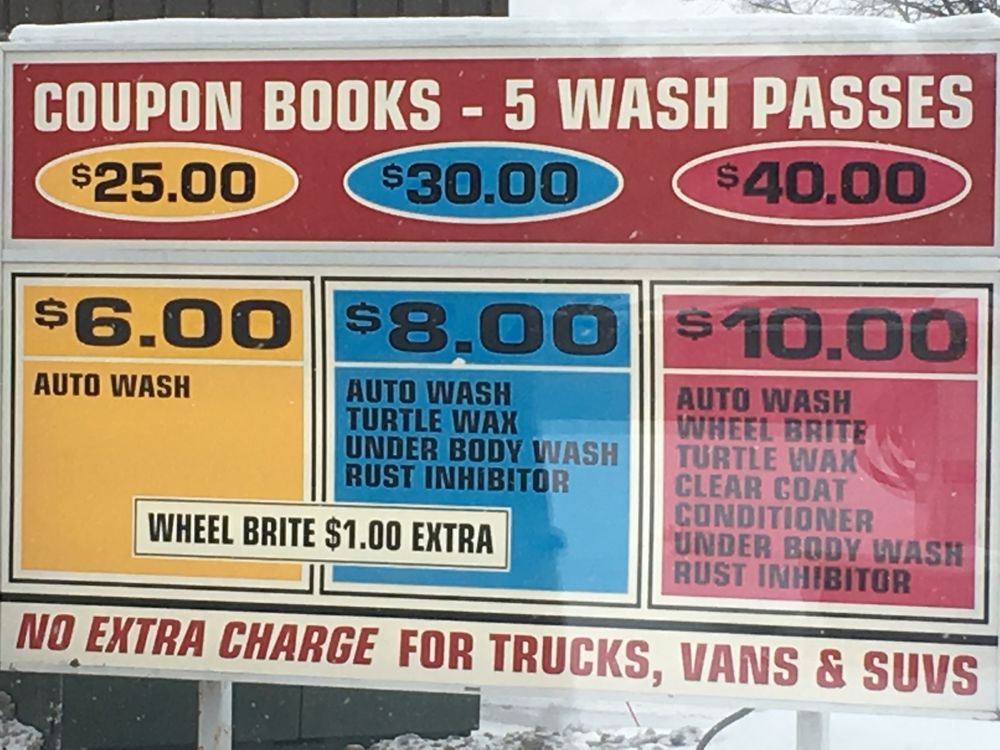 COUPON BOOKS - 5 WASH PASSES
$25.00 $30.00 $40.00
$6.00
AUTO WASH
$8.00
AUTO WASH
TURTLE WAX
UNDER BODY WASH
RUST INHIBITOR
WHEEL BRITE $1.00 EXTRA
$10.00
AUTO WASH
WHEEL BRITE
TURTLE WAX
CLEAR COAT
CONDITIONER
UNDER BODY WASH
RUST INHIBITOR
NO EXTRA CHARGE FOR TRUCKS, VANS & SUVS